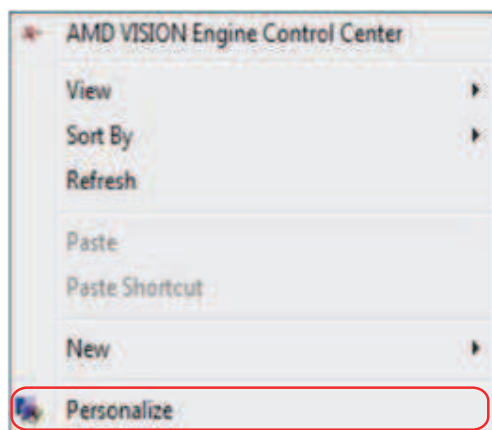 AMD VISION Engine Control Center
View
Sort By
Refresh
Paste
Paste Shortcut
New
Personalize